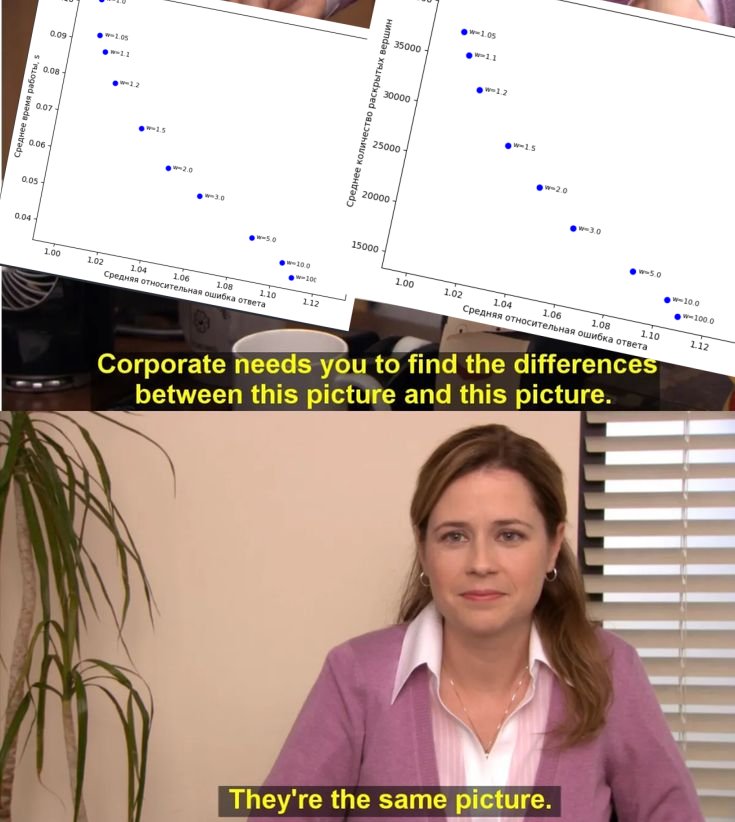 0.09
0.08
0.07
0.06
0.05
0.04
Среднее время работы, s
w=1.0
w=1.05
w=1.1
w=1.2
w=1.5
w=2.0
w=3.0
w=5.0
w=10.0
w=100
1.00 1.02 1.04 1.06 1.08 1.10 1.12
Средняя относительная ошибка ответа
35000
30000
25000
20000
15000
Среднее количество раскрытых вершин
w=1.05
w=1.1
w=1.2
w=1.5
w=2.0
w=3.0
w=5.0
w=10.0
w=100.0
1.00 1.02 1.04 1.06 1.08 1.10 1.12
Средняя относительная ошибка ответа
Corporate needs you to find the differences
between this picture and this picture.
They're the same picture.